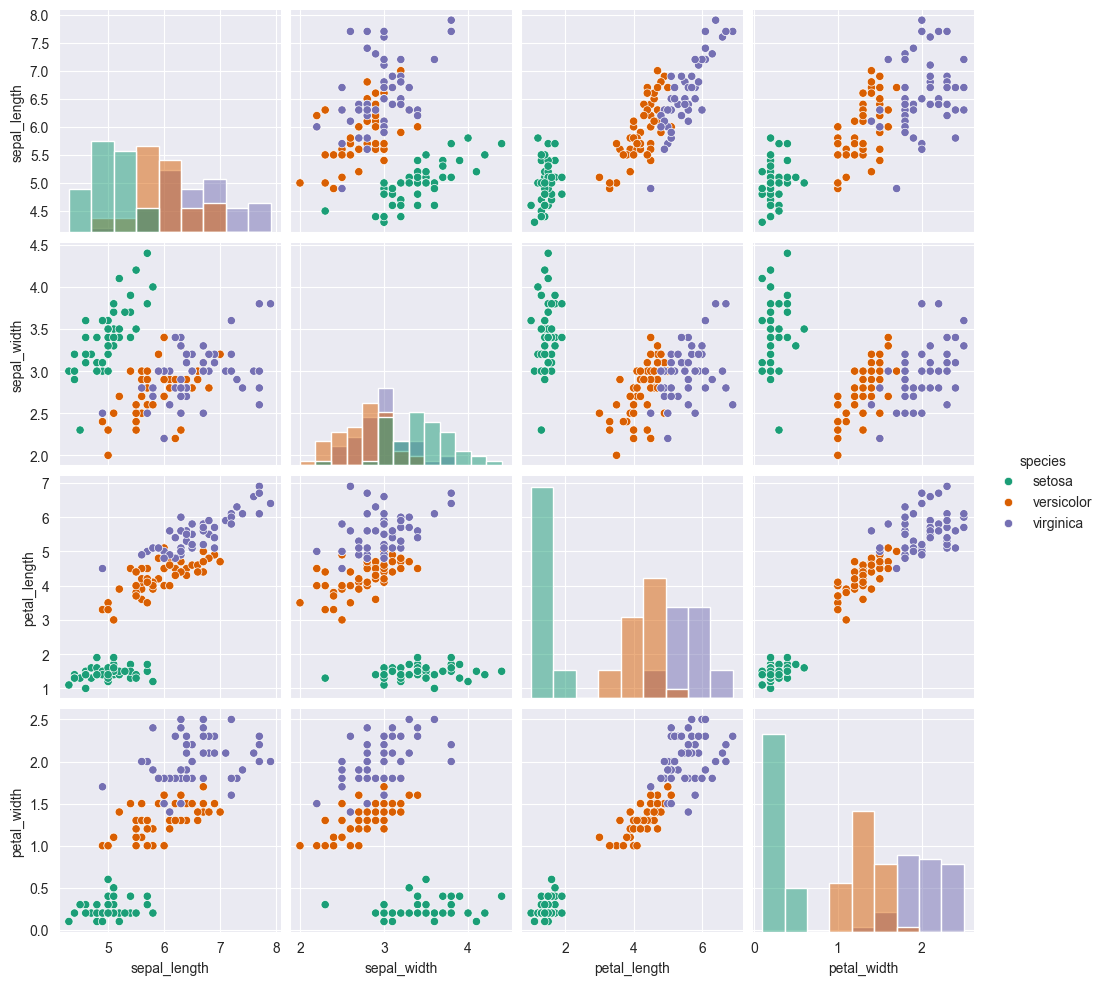 8.0
7.5
7.0
6.5
6.0
5.5
5.0
4.5
sepal_length
4.5
4.0
3.5
3.0
2.5
2.0
sepal_width
species
setosa
versicolor
virginica
7
6
5
4
3
2
1
petal_length
2.5
2.0
1.5
1.0
0.5
0.0
petal_width
5 6 7 8
2 3 4
2 4 6
0 1 2
sepal_length sepal_width petal_length petal_width